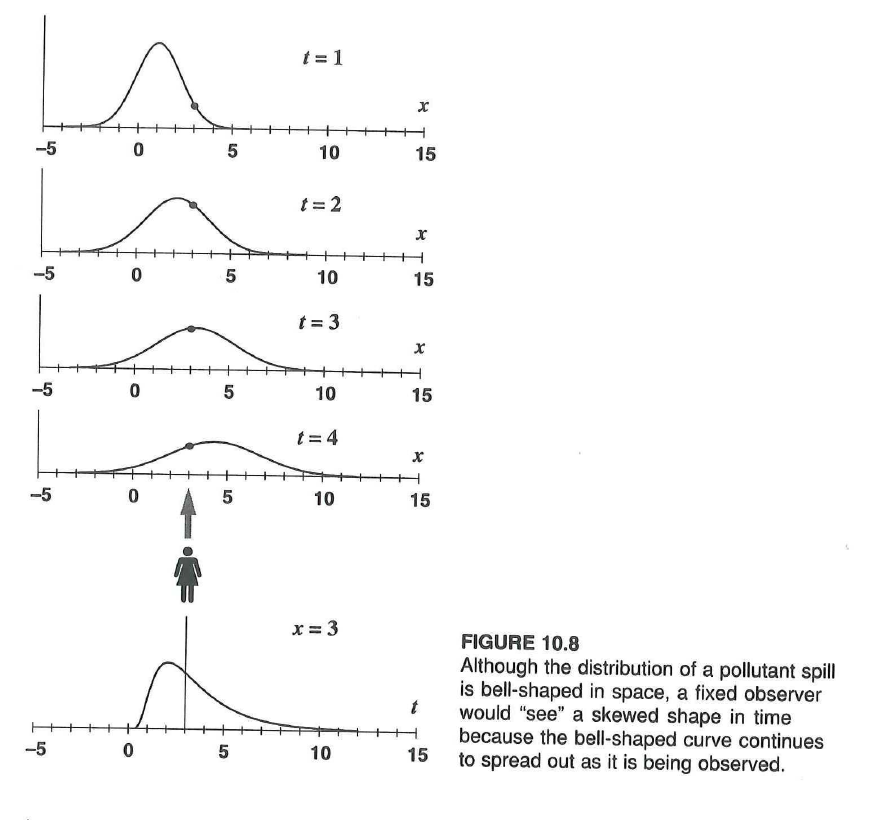 t = 1
x
–5 0 5 10 15
t = 2
x
–5 0 5 10 15
t = 3
x
–5 0 5 10 15
t = 4
x
–5 0 5 10 15
x = 3
t
–5 0 5 10 15
FIGURE 10.8
Although the distribution of a pollutant spill
is bell-shaped in space, a fixed observer
would “see” a skewed shape in time
because the bell-shaped curve continues
to spread out as it is being observed.